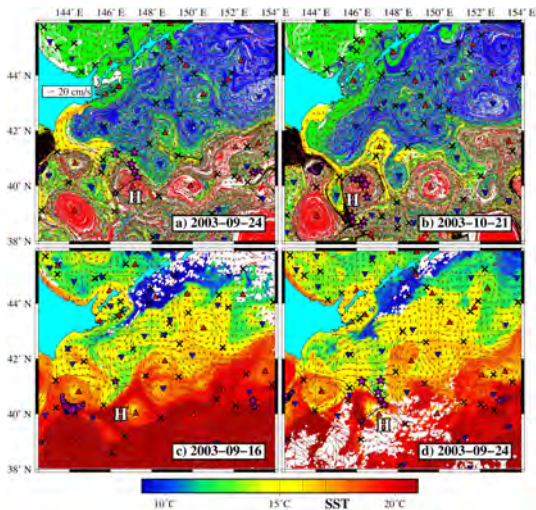 144° E 146° E 148° E 150° E 152° E 154° E 144° E 146° E 148° E 150° E 152° E 154° E
44° N
20 cm/s
42° N
40° N
H H
a) 2003-09-24 b) 2003-10-21
38° N
44° N
42° N
40° N
H H
c) 2003-09-16 d) 2003-09-24
38° N
10°C 15°C SST 20°C